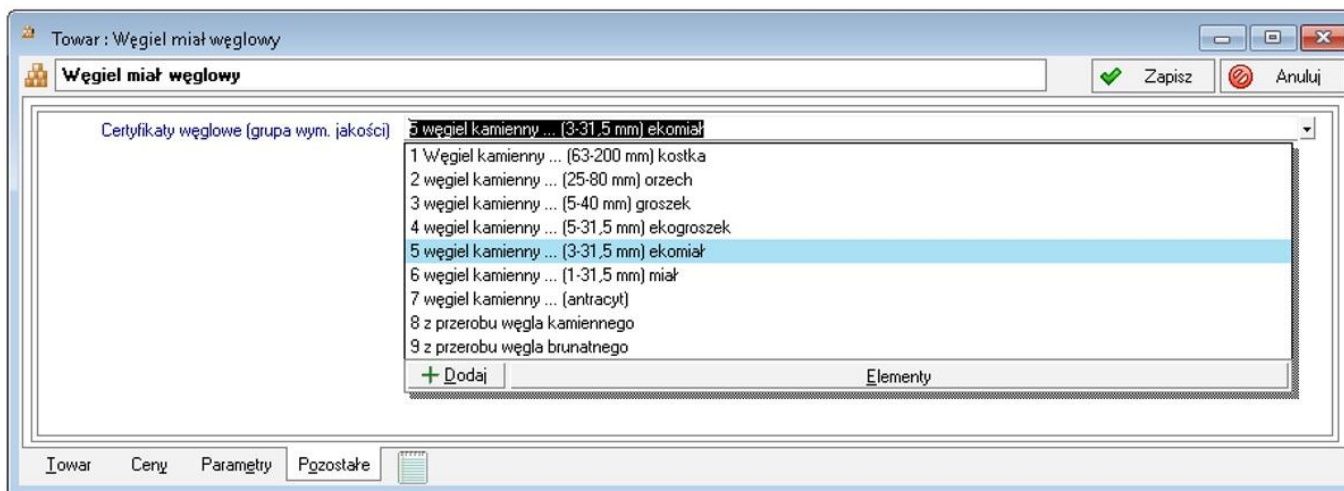 Towar : Węgiel miał węglowy
Węgiel miał węglowy
Zapisz
Anuluj
Certyfikaty węglowe (grupa wym. jakości)
5 węgiel kamienny ... (3-31,5 mm) ekomiał
1 Węgiel kamienny ... (63-200 mm) kostka
2 węgiel kamienny ... (25-80 mm) orzech
3 węgiel kamienny ... (5-40 mm) groszek
4 węgiel kamienny ... (5-31,5 mm) ekogroszek
5 węgiel kamienny ... (3-31,5 mm) ekomiał
6 węgiel kamienny ... (1-31,5 mm) miał
7 węgiel kamienny ... (antracyt)
8 z przerobu węgla kamiennego
9 z przerobu węgla brunatnego
Dodaj
Elementy
Towar
Ceny
Parametry
Pozostałe